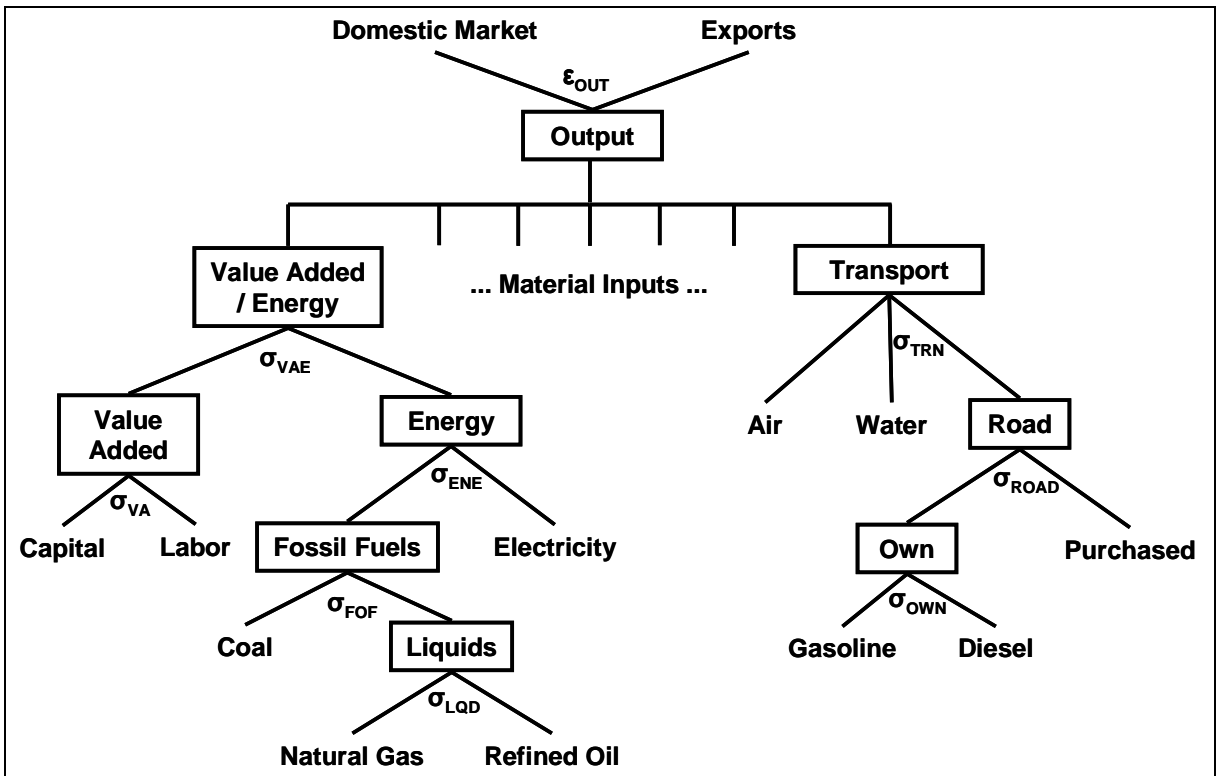 Domestic Market Exports
εOUT
Output
Value Added
/ Energy
... Material Inputs ...
Transport
σVAE
σTRN
Value
Added
Energy
Air
Water
Road
σVA
σENE
σROAD
Capital
Labor
Fossil Fuels
Electricity
Own
Purchased
σFOF
σOWN
Coal
Liquids
Gasoline
Diesel
σLQD
Natural Gas
Refined Oil